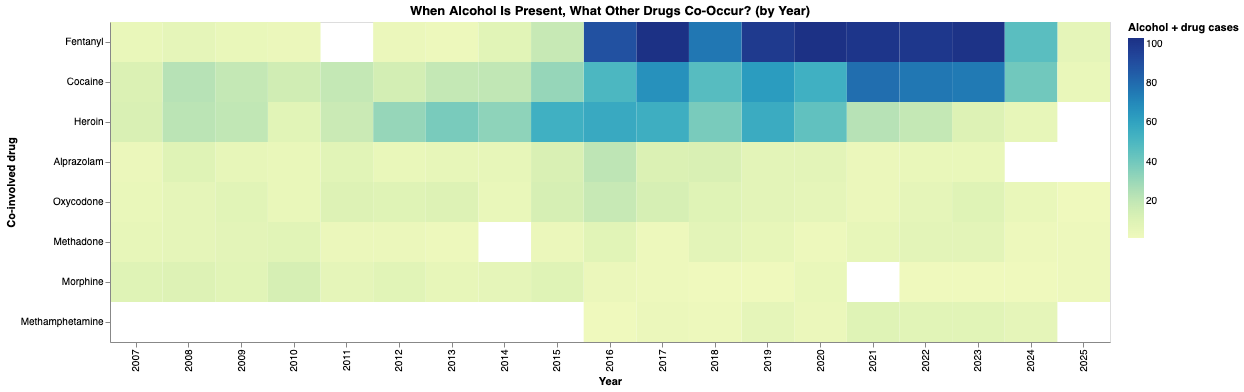 When Alcohol Is Present, What Other Drugs Co-Occur? (by Year)
Alcohol + drug cases
100
80
60
40
20
Co-involved drug
Fentanyl
Cocaine
Heroin
Alprazolam
Oxycodone
Methadone
Morphine
Methamphetamine
2007 2008 2009 2010 2011 2012 2013 2014 2015 2016 2017 2018 2019 2020 2021 2022 2023 2024 2025
Year